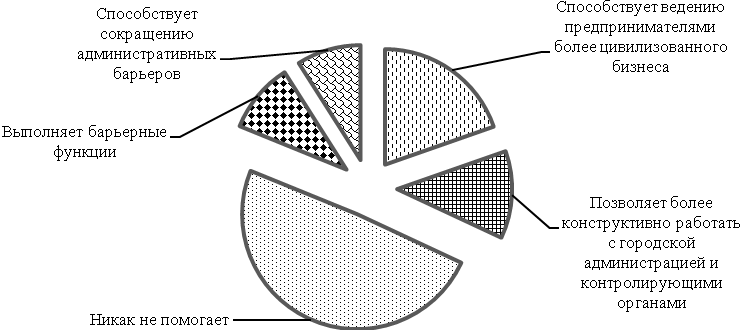 Способствует
сокращению
административных
барьеров
Способствует ведению
предпринимателями
более цивилизованного
бизнеса
Выполняет барьерные
функции
Позволяет более
конструктивно работать
с городской
администрацией и
контролирующими
органами
Никак не помогает